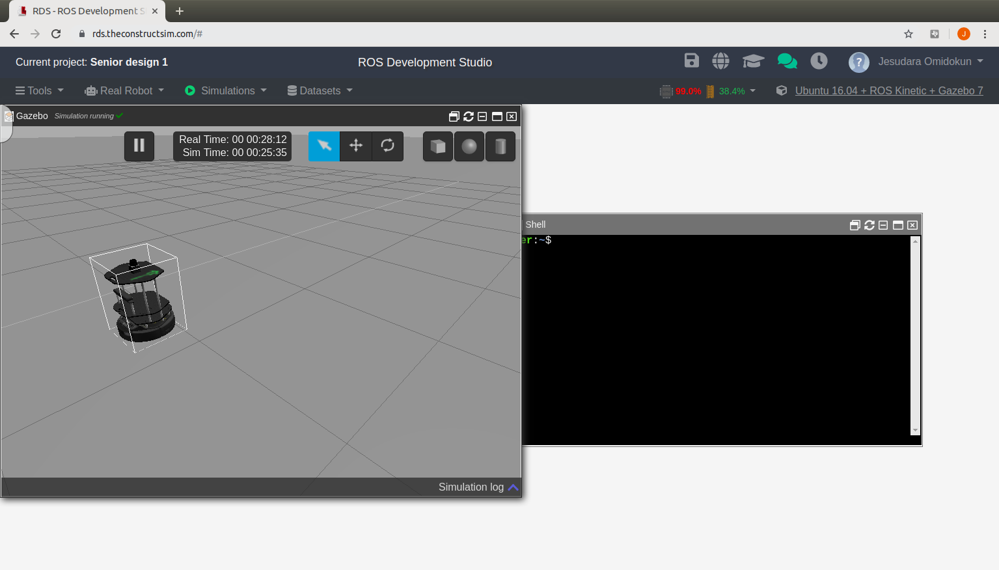 RDS - ROS Development S
rds.theconstructsim.com/#
J
Current project: Senior design 1
ROS Development Studio
Jesudara Omidokun
Tools
Real Robot
Simulations
Datasets
99.0%
38.4%
Ubuntu 16.04 + ROS Kinetic + Gazebo 7
Gazebo
Simulation running
Real Time: 00 00:28:12
Sim Time: 00 00:25:35
Shell
er:~$
Simulation log